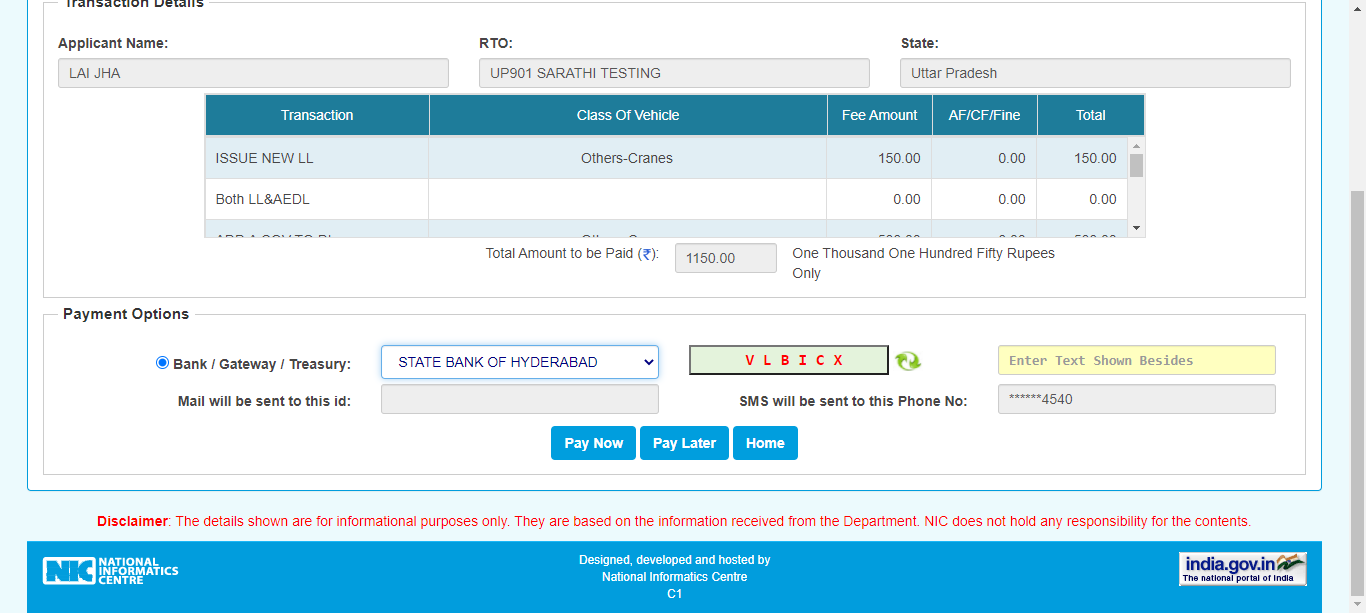 Transaction Details
Applicant Name: RTO: State:
LAI JHA UP901 SARATHI TESTING Uttar Pradesh
Transaction Class Of Vehicle Fee Amount AF/CF/Fine Total
ISSUE NEW LL Others-Cranes 150.00 0.00 150.00
Both LL&AEDL 0.00 0.00 0.00
Total Amount to be Paid (₹): 1150.00 One Thousand One Hundred Fifty Rupees
Only
Payment Options
Bank / Gateway / Treasury: STATE BANK OF HYDERABAD V L B I C X Enter Text Shown Besides
Mail will be sent to this id: SMS will be sent to this Phone No: ******4540
Pay Now Pay Later Home
Disclaimer: The details shown are for informational purposes only. They are based on the information received from the Department. NIC does not hold any responsibility for the contents.
NIC NATIONAL
INFORMATICS
CENTRE
Designed, developed and hosted by
National Informatics Centre
C1
india.gov.in
The national portal of India